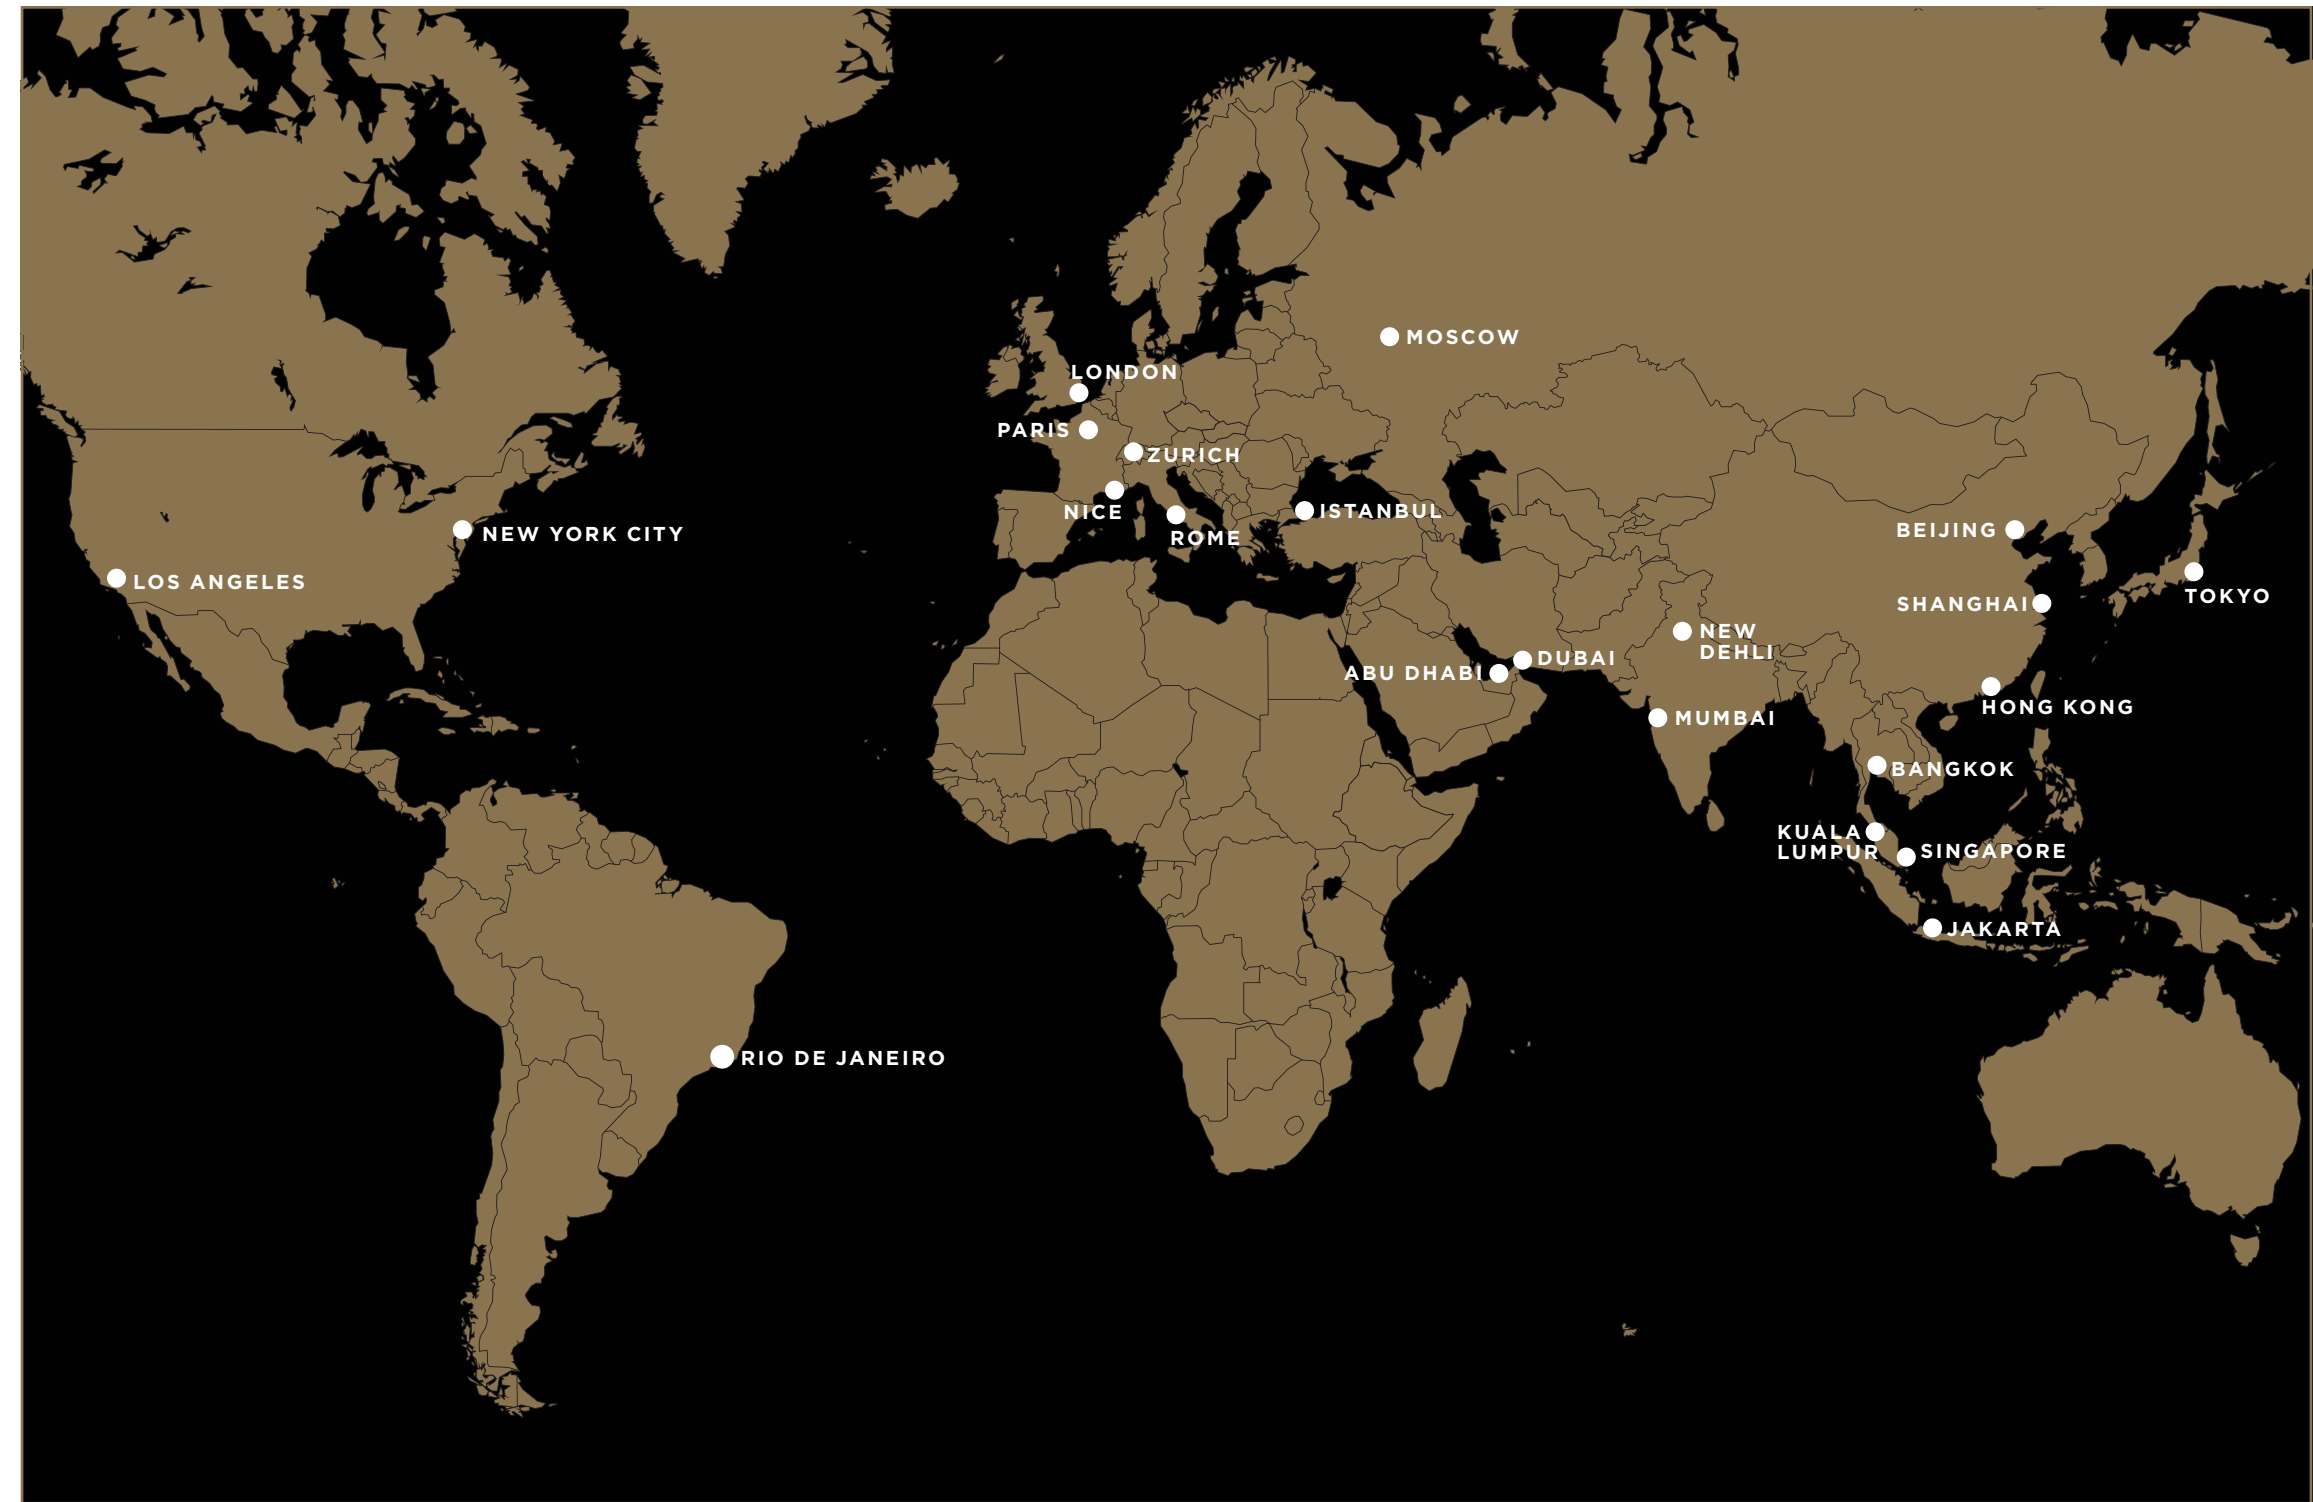 MOSCOW
LONDON
PARIS
ZURICH
NICE
ISTANBUL
ROME
NEW YORK CITY
BEIJING
LOS ANGELES
TOKYO
SHANGHAI
NEW
DEHLI
DUBAI
ABU DHABI
HONG KONG
MUMBAI
BANGKOK
KUALA
LUMPUR
SINGAPORE
JAKARTA
RIO DE JANEIRO